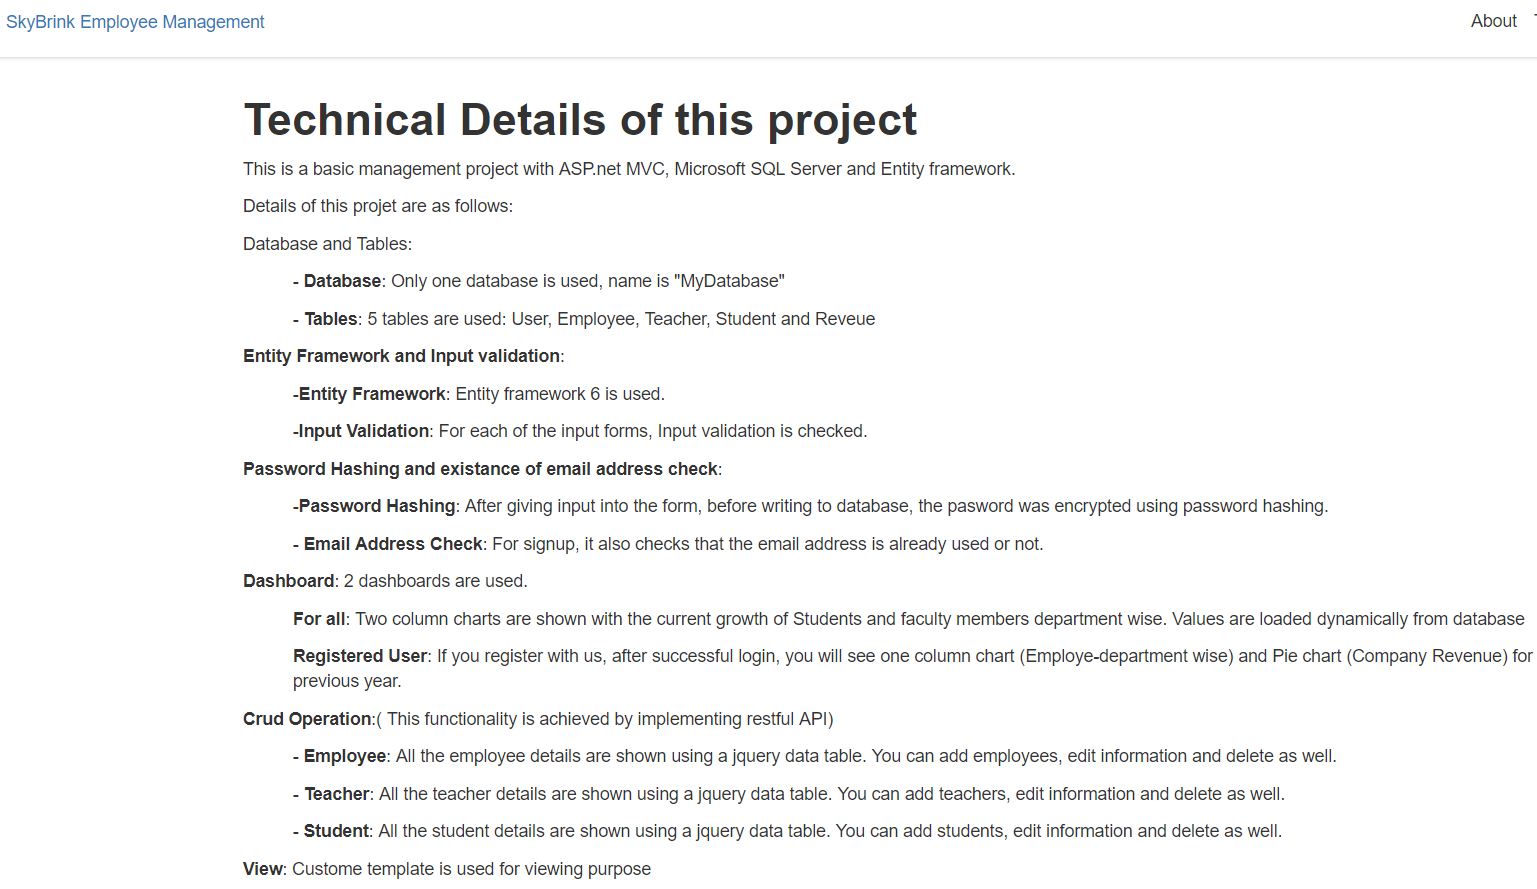 SkyBrink Employee Management
About
Technical Details of this project
This is a basic management project with ASP.net MVC, Microsoft SQL Server and Entity framework.
Details of this projet are as follows:
Database and Tables:
- Database: Only one database is used, name is "MyDatabase"
- Tables: 5 tables are used: User, Employee, Teacher, Student and Reveue
Entity Framework and Input validation:
-Entity Framework: Entity framework 6 is used.
-Input Validation: For each of the input forms, Input validation is checked.
Password Hashing and existance of email address check:
-Password Hashing: After giving input into the form, before writing to database, the pasword was encrypted using password hashing.
- Email Address Check: For signup, it also checks that the email address is already used or not.
Dashboard: 2 dashboards are used.
For all: Two column charts are shown with the current growth of Students and faculty members department wise. Values are loaded dynamically from database
Registered User: If you register with us, after successful login, you will see one column chart (Employe-department wise) and Pie chart (Company Revenue) for
previous year.
Crud Operation:( This functionality is achieved by implementing restful API)
- Employee: All the employee details are shown using a jquery data table. You can add employees, edit information and delete as well.
- Teacher: All the teacher details are shown using a jquery data table. You can add teachers, edit information and delete as well.
- Student: All the student details are shown using a jquery data table. You can add students, edit information and delete as well.
View: Custome template is used for viewing purpose